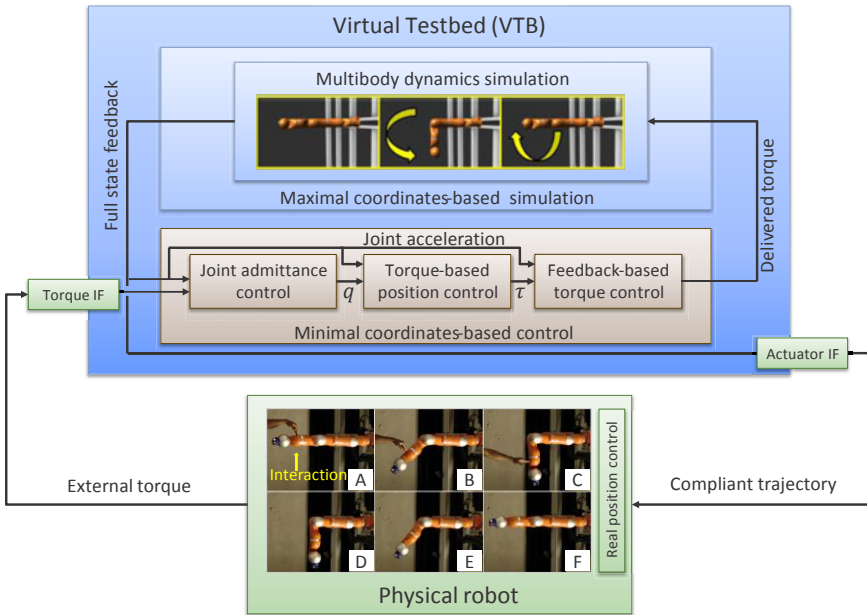 Virtual Testbed (VTB)
Multibody dynamics simulation
Maximal coordinates-based simulation
Full state feedback
Delivered torque
Joint acceleration
Joint admittance
control
q
Torque-based
position control
τ
Feedback-based
torque control
Minimal coordinates-based control
Torque IF
Actuator IF
Interaction
A
B
C
D
E
F
Real position control
External torque
Compliant trajectory
Physical robot